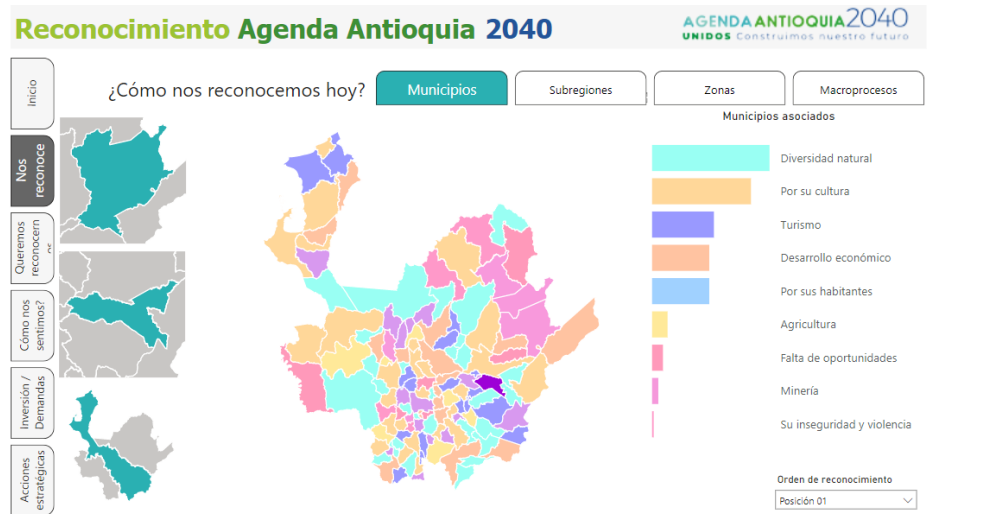 Reconocimiento Agenda Antioquia 2040
AGENDA ANTIOQUIA 2040
UNIDOS Construimos nuestro futuro
Inicio
Nos
reconoce
Queremos
reconocern
os
Cómo nos
sentimos?
Inversión /
Demandas
Acciones
estratégicas
¿Cómo nos reconocemos hoy?
Municipios
Subregiones
Zonas
Macroprocesos
Municipios asociados
Diversidad natural
Por su cultura
Turismo
Desarrollo económico
Por sus habitantes
Agricultura
Falta de oportunidades
Minería
Su inseguridad y violencia
Orden de reconocimiento
Posición 01